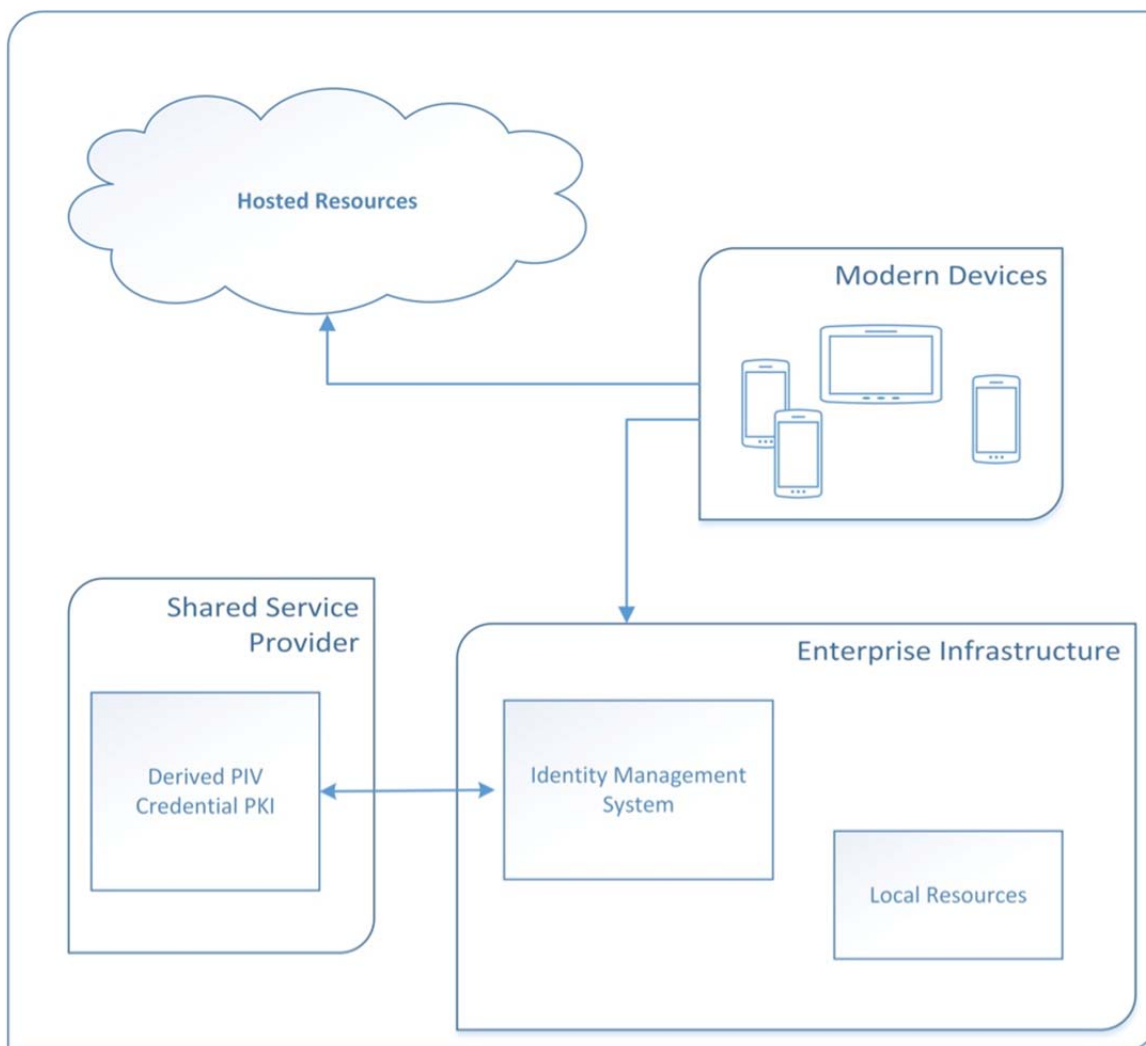 Hosted Resources
Modern Devices
Shared Service
Provider
Derived PIV
Credential PKI
Enterprise Infrastructure
Identity Management
System
Local Resources